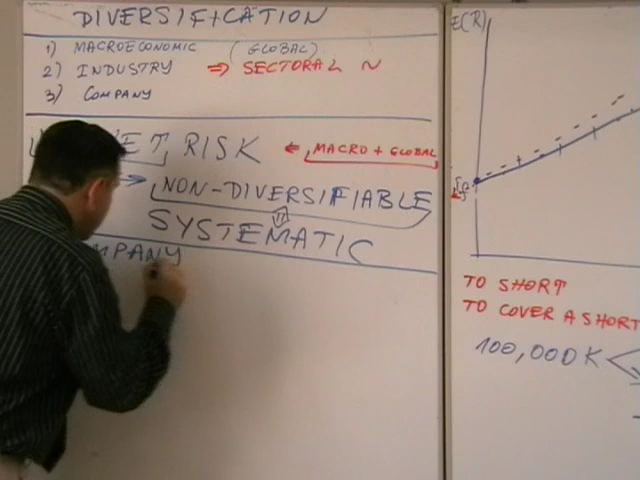 DIVERSIFICATION
1) MACROECONOMIC (GLOBAL)
2) INDUSTRY ⇒ SECTORAL ~
3) COMPANY
RISK ← MACRO + GLOBAL
→ NON-DIVERSIFIABLE
SYSTEMATIC
E(R)
TO SHORT
TO COVER A SHORT
100,000K <